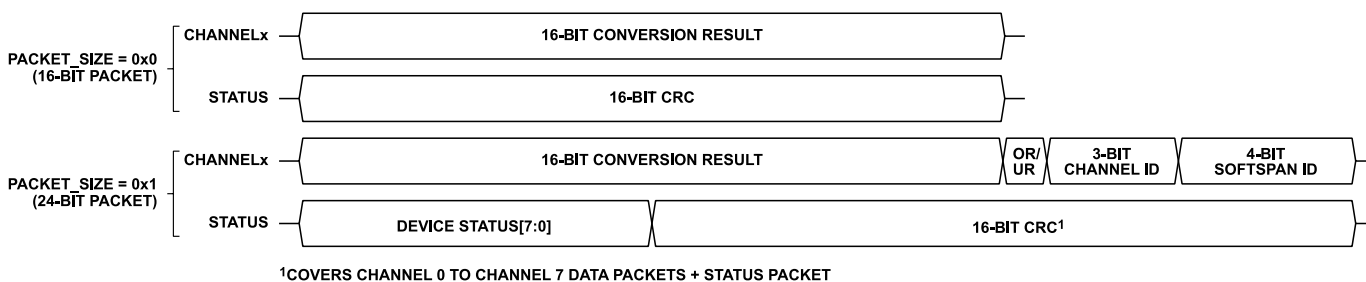 PACKET_SIZE = 0x0
(16-BIT PACKET)
CHANNELx
16-BIT CONVERSION RESULT
STATUS
16-BIT CRC
PACKET_SIZE = 0x1
(24-BIT PACKET)
CHANNELx
16-BIT CONVERSION RESULT
OR/
UR
3-BIT
CHANNEL ID
4-BIT
SOFTSPAN ID
STATUS
DEVICE STATUS[7:0]
16-BIT CRC¹
¹COVERS CHANNEL 0 TO CHANNEL 7 DATA PACKETS + STATUS PACKET